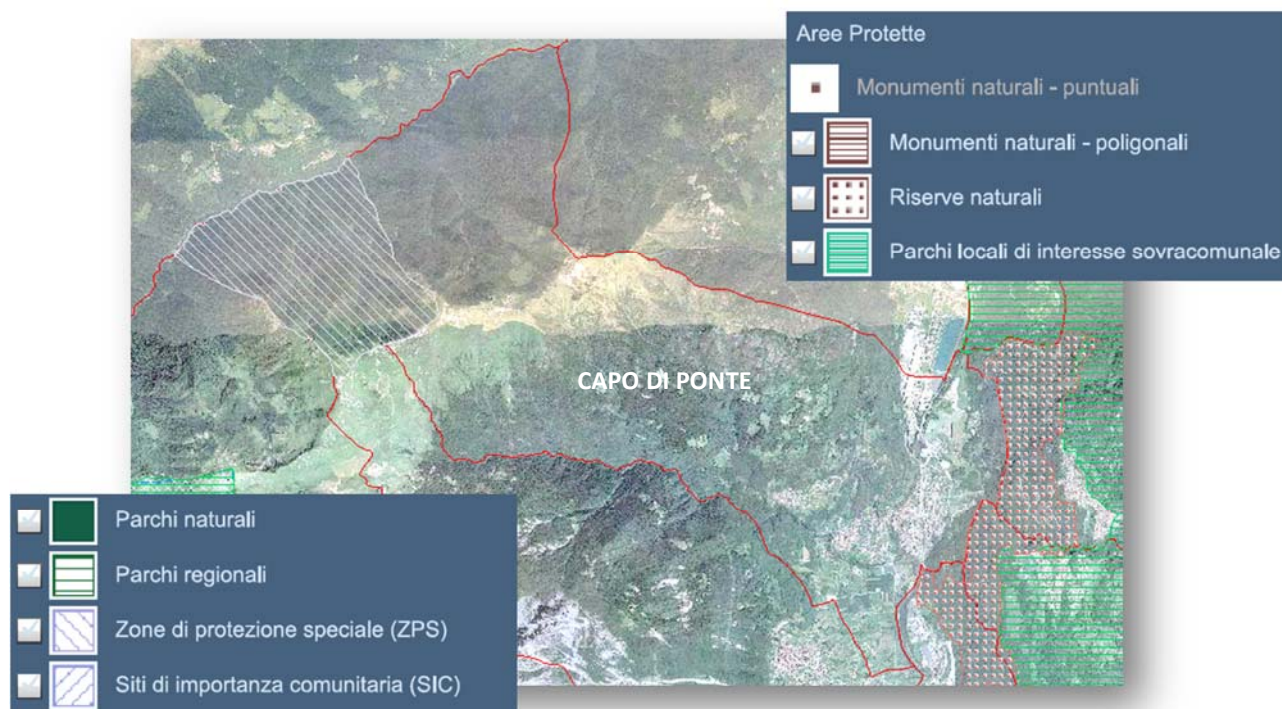 Aree Protette
Monumenti naturali - puntuali
Monumenti naturali - poligonali
Riserve naturali
Parchi locali di interesse sovracomunale
CAPO DI PONTE
Parchi naturali
Parchi regionali
Zone di protezione speciale (ZPS)
Siti di importanza comunitaria (SIC)